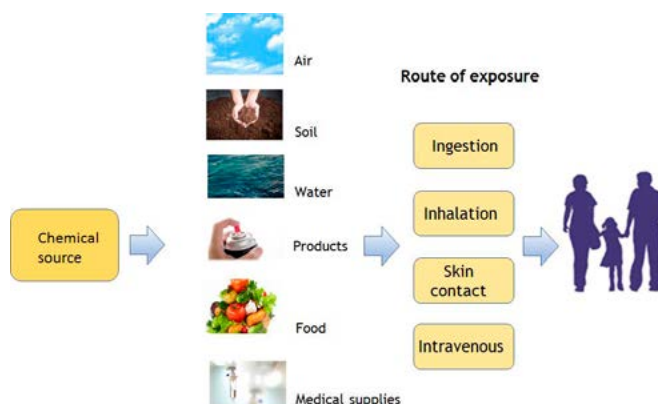 Air
Route of exposure
Soil
Ingestion
Water
Inhalation
Chemical
source
Products
Skin
contact
Food
Intravenous
Medical supplies